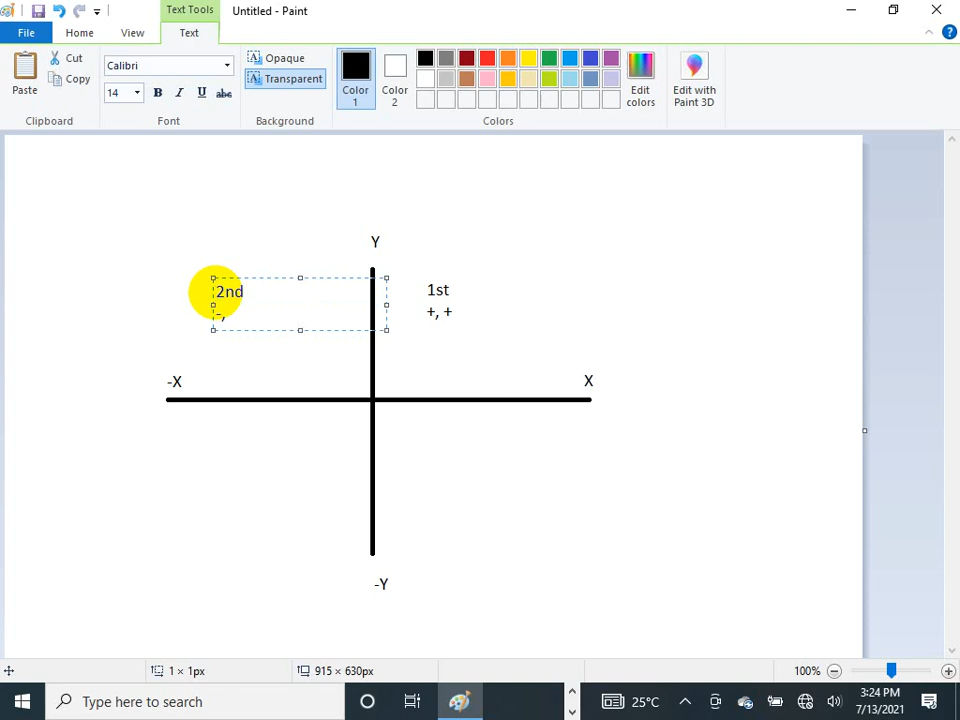 Text Tools
Untitled - Paint
File
Home
View
Text
Paste
Cut
Copy
Clipboard
Calibri
14
B I U abc
Font
Opaque
Transparent
Background
Color 1
Color 2
Edit colors
Edit with Paint 3D
Colors
Y
2nd
-,
1st
+, +
-X
X
-Y
1 × 1px
915 × 630px
100%
Type here to search
25°C
3:24 PM
7/13/2021